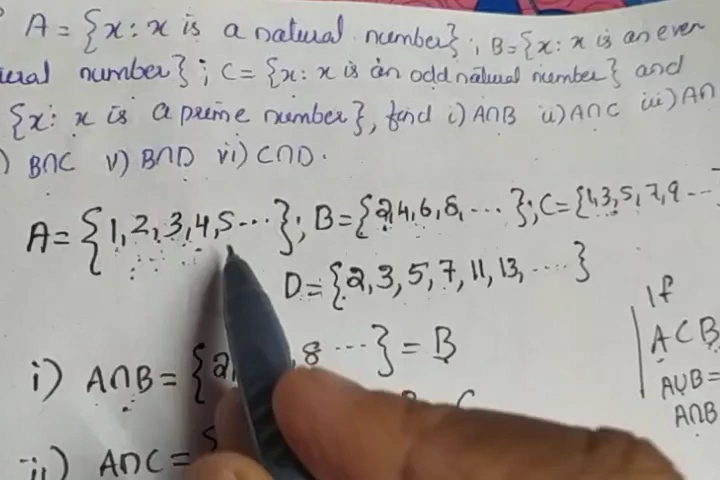 A = {x: x is a natural number}; B = {x: x is an even
ural number}; C = {x: x is an odd natural number} and
{x: x is a prime number}, find i) A∩B ii) A∩C iii) A∩
) B∩C v) B∩D vi) C∩D.
A = {1, 2, 3, 4, 5 ...}; B = {2, 4, 6, 8, ....}; C = {1, 3, 5, 7, 9 ...
D = {2, 3, 5, 7, 11, 13, ....}
If
A ⊂ B
A∪B =
A∩B
i) A∩B = {2, , 8 ...} = B
ii) A∩C =